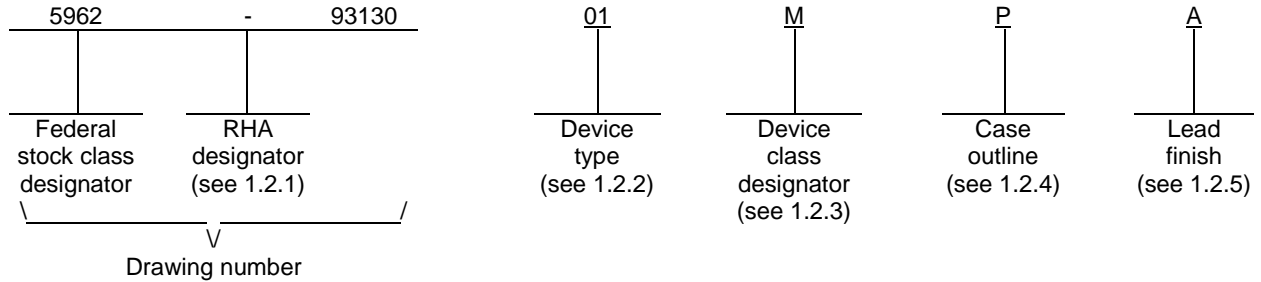 5962 - 93130 01 M P A
Federal RHA Device Device Case Lead
stock class designator type class outline finish
designator (see 1.2.1) (see 1.2.2) designator (see 1.2.4) (see 1.2.5)
(see 1.2.3)
Drawing number